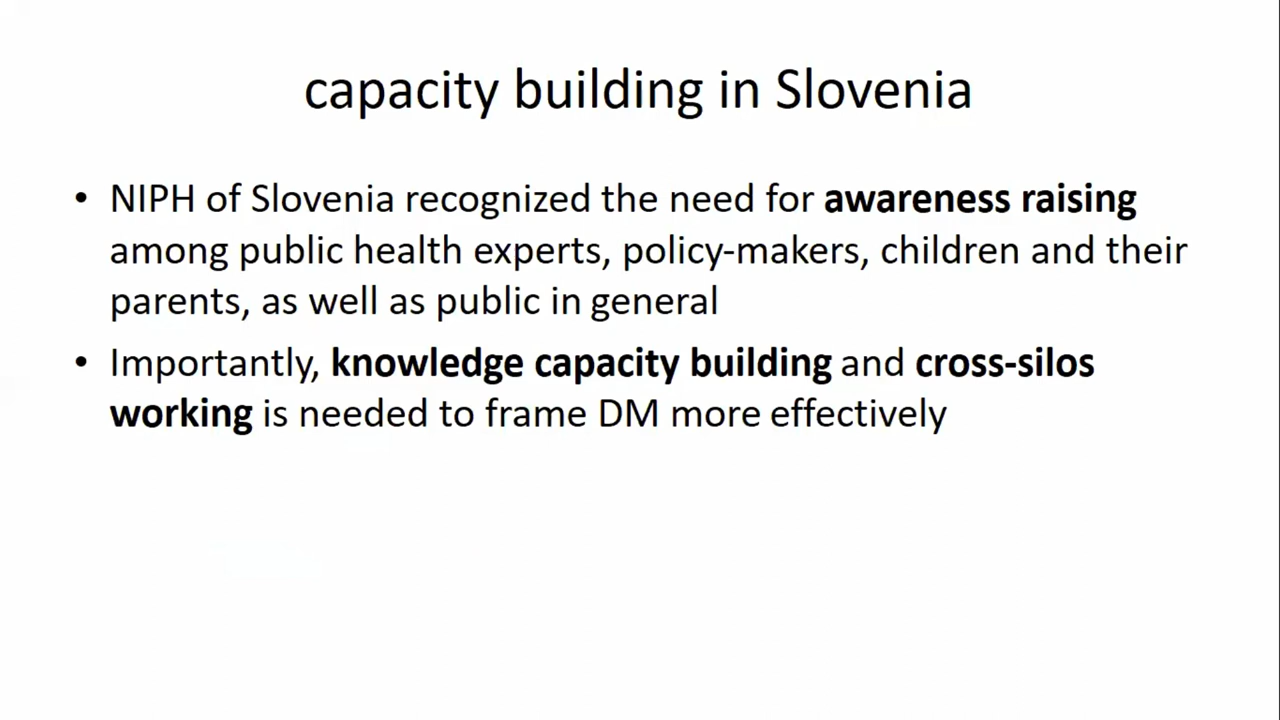 capacity building in Slovenia
• NIPH of Slovenia recognized the need for awareness raising
among public health experts, policy-makers, children and their
parents, as well as public in general
• Importantly, knowledge capacity building and cross-silos
working is needed to frame DM more effectively